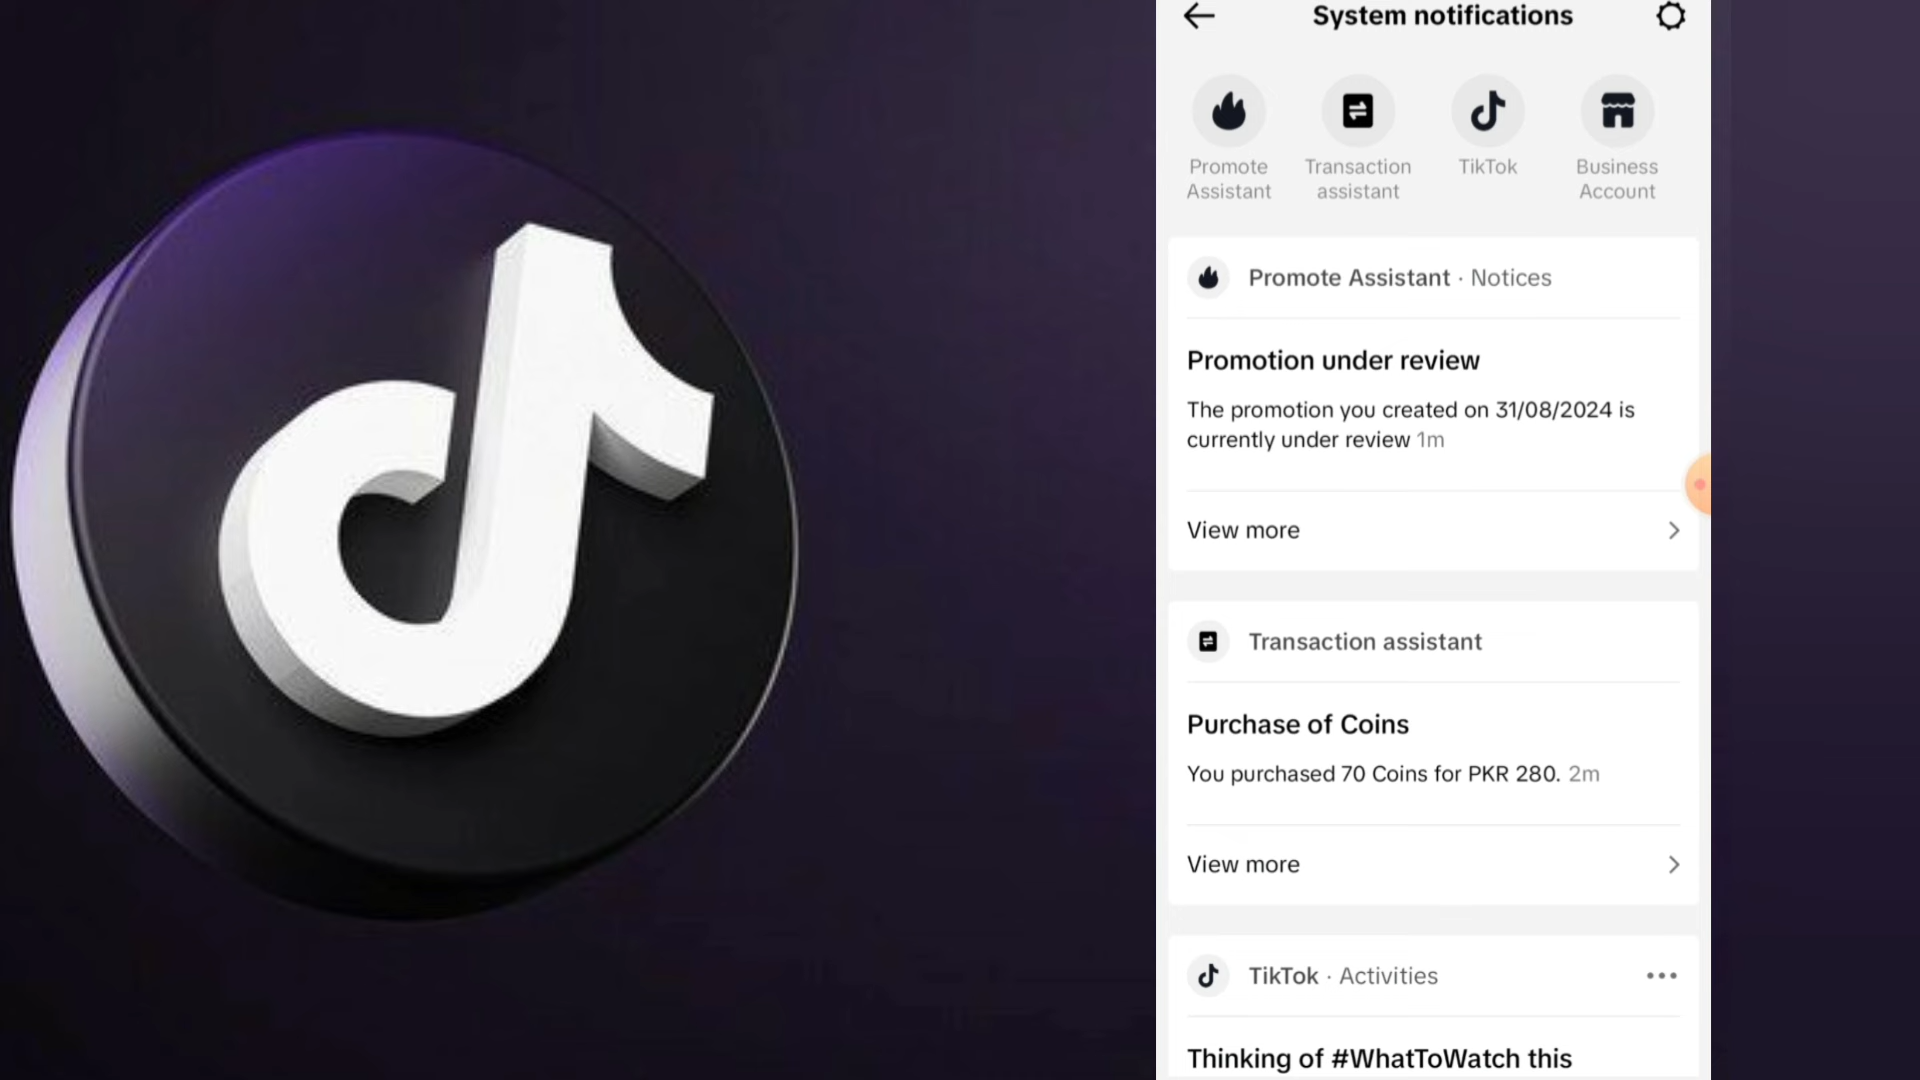 System notifications
Promote
Assistant
Transaction
assistant
TikTok
Business
Account
Promote Assistant · Notices
Promotion under review
The promotion you created on 31/08/2024 is
currently under review 1m
View more
Transaction assistant
Purchase of Coins
You purchased 70 Coins for PKR 280. 2m
View more
TikTok · Activities
Thinking of #WhatToWatch this